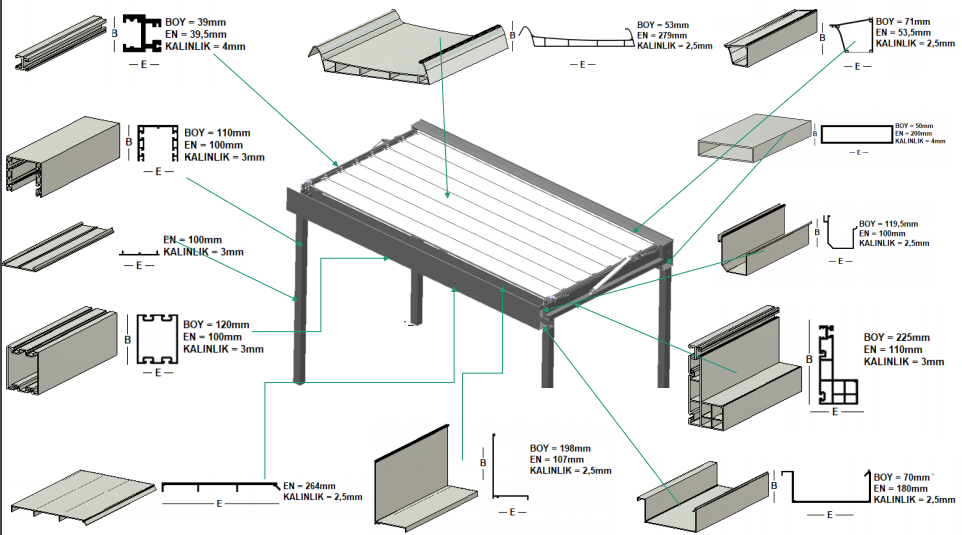 BOY = 39mm
EN = 39,5mm
KALINLIK = 4mm
B
E
BOY = 53mm
EN = 279mm
KALINLIK = 2,5mm
B
E
BOY = 71mm
EN = 53,5mm
KALINLIK = 2,5mm
B
E
BOY = 110mm
EN = 100mm
KALINLIK = 3mm
B
E
BOY = 50mm
EN = 200mm
KALINLIK = 4mm
B
E
EN = 100mm
KALINLIK = 3mm
E
BOY = 119,5mm
EN = 100mm
KALINLIK = 2,5mm
B
E
BOY = 120mm
EN = 100mm
KALINLIK = 3mm
B
E
BOY = 225mm
EN = 110mm
KALINLIK = 3mm
B
E
EN = 264mm
KALINLIK = 2,5mm
E
BOY = 198mm
EN = 107mm
KALINLIK = 2,5mm
B
E
BOY = 70mm
EN = 180mm
KALINLIK = 2,5mm
B
E